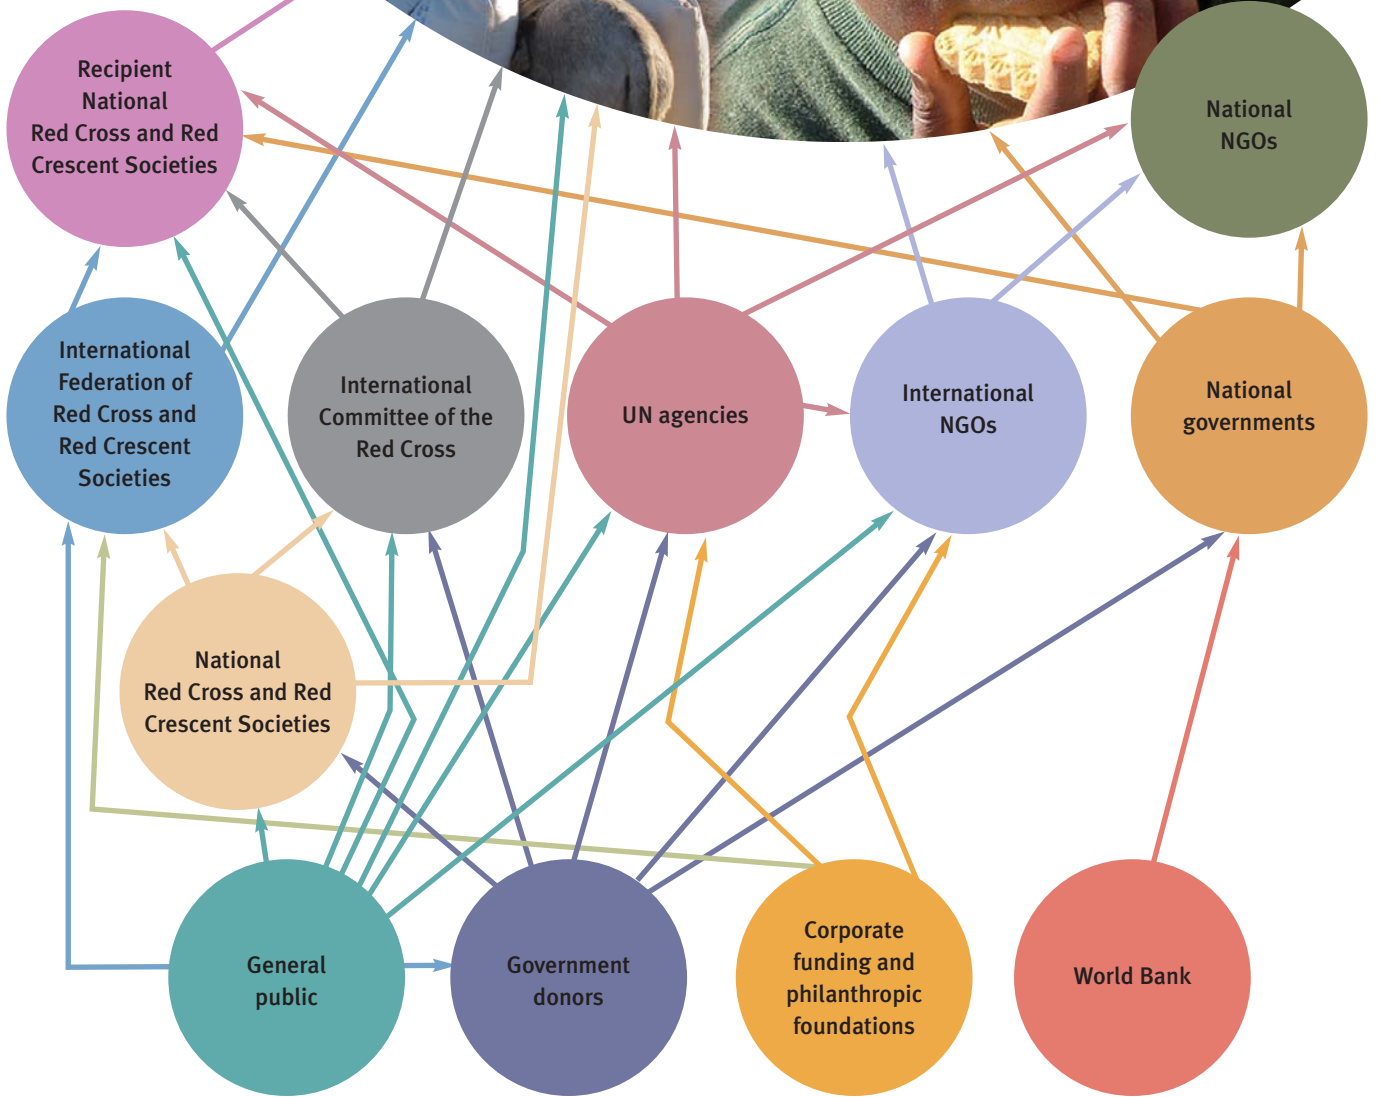 Recipient
National
Red Cross and Red
Crescent Societies
National
NGOs
International
Federation of
Red Cross and
Red Crescent
Societies
International
Committee of the
Red Cross
UN agencies
International
NGOs
National
governments
National
Red Cross and Red
Crescent Societies
General
public
Government
donors
Corporate
funding and
philanthropic
foundations
World Bank